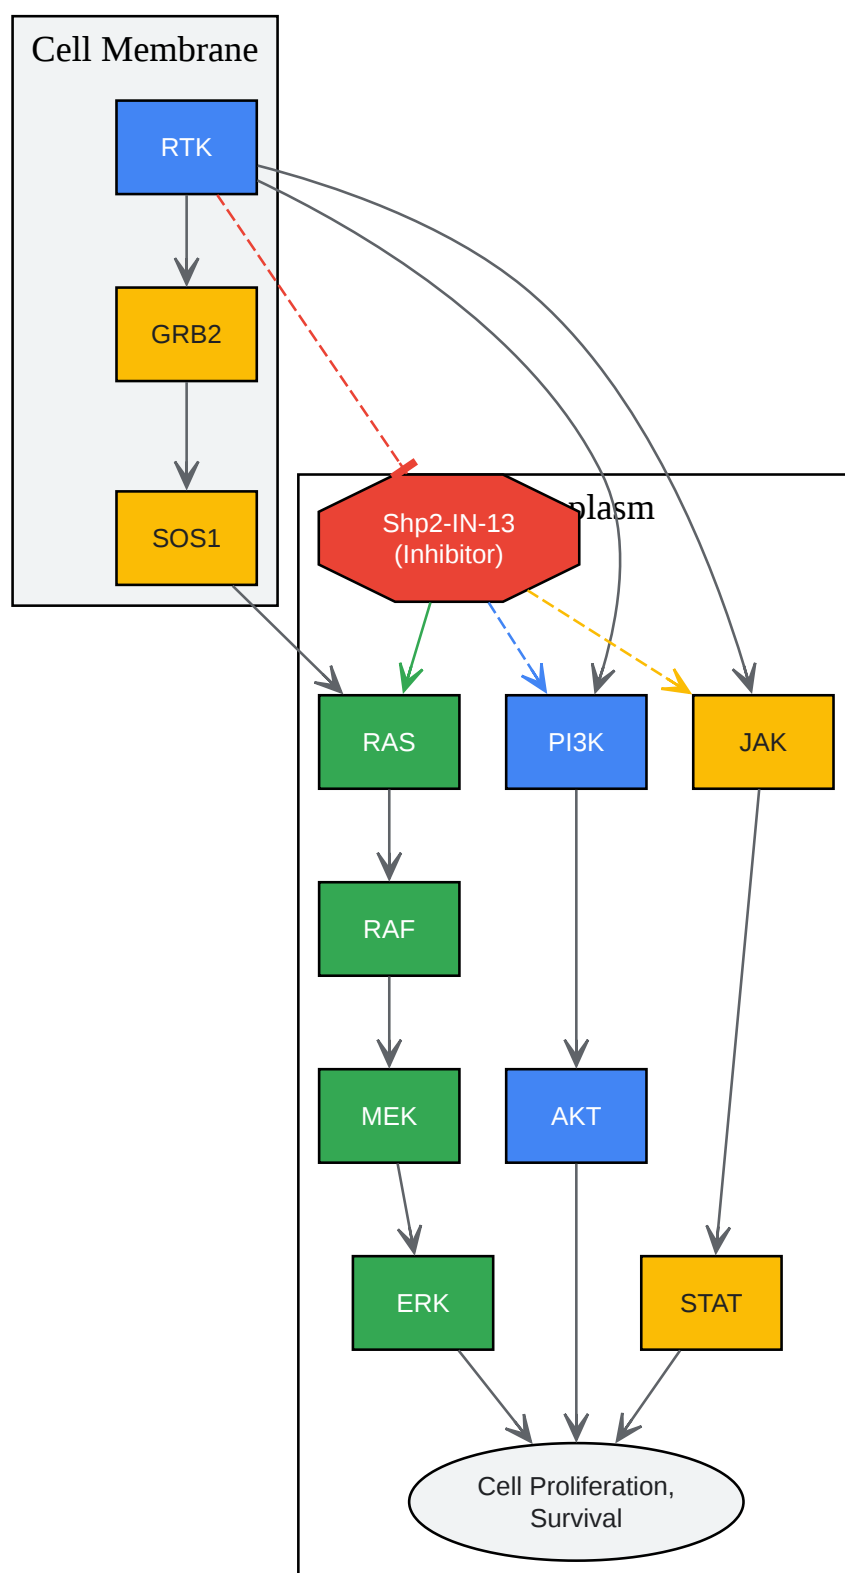 Cell Membrane
RTK
GRB2
SOS1
plasm
Shp2-IN-13
(Inhibitor)
RAS
PI3K
JAK
RAF
MEK
AKT
ERK
STAT
Cell Proliferation,
Survival